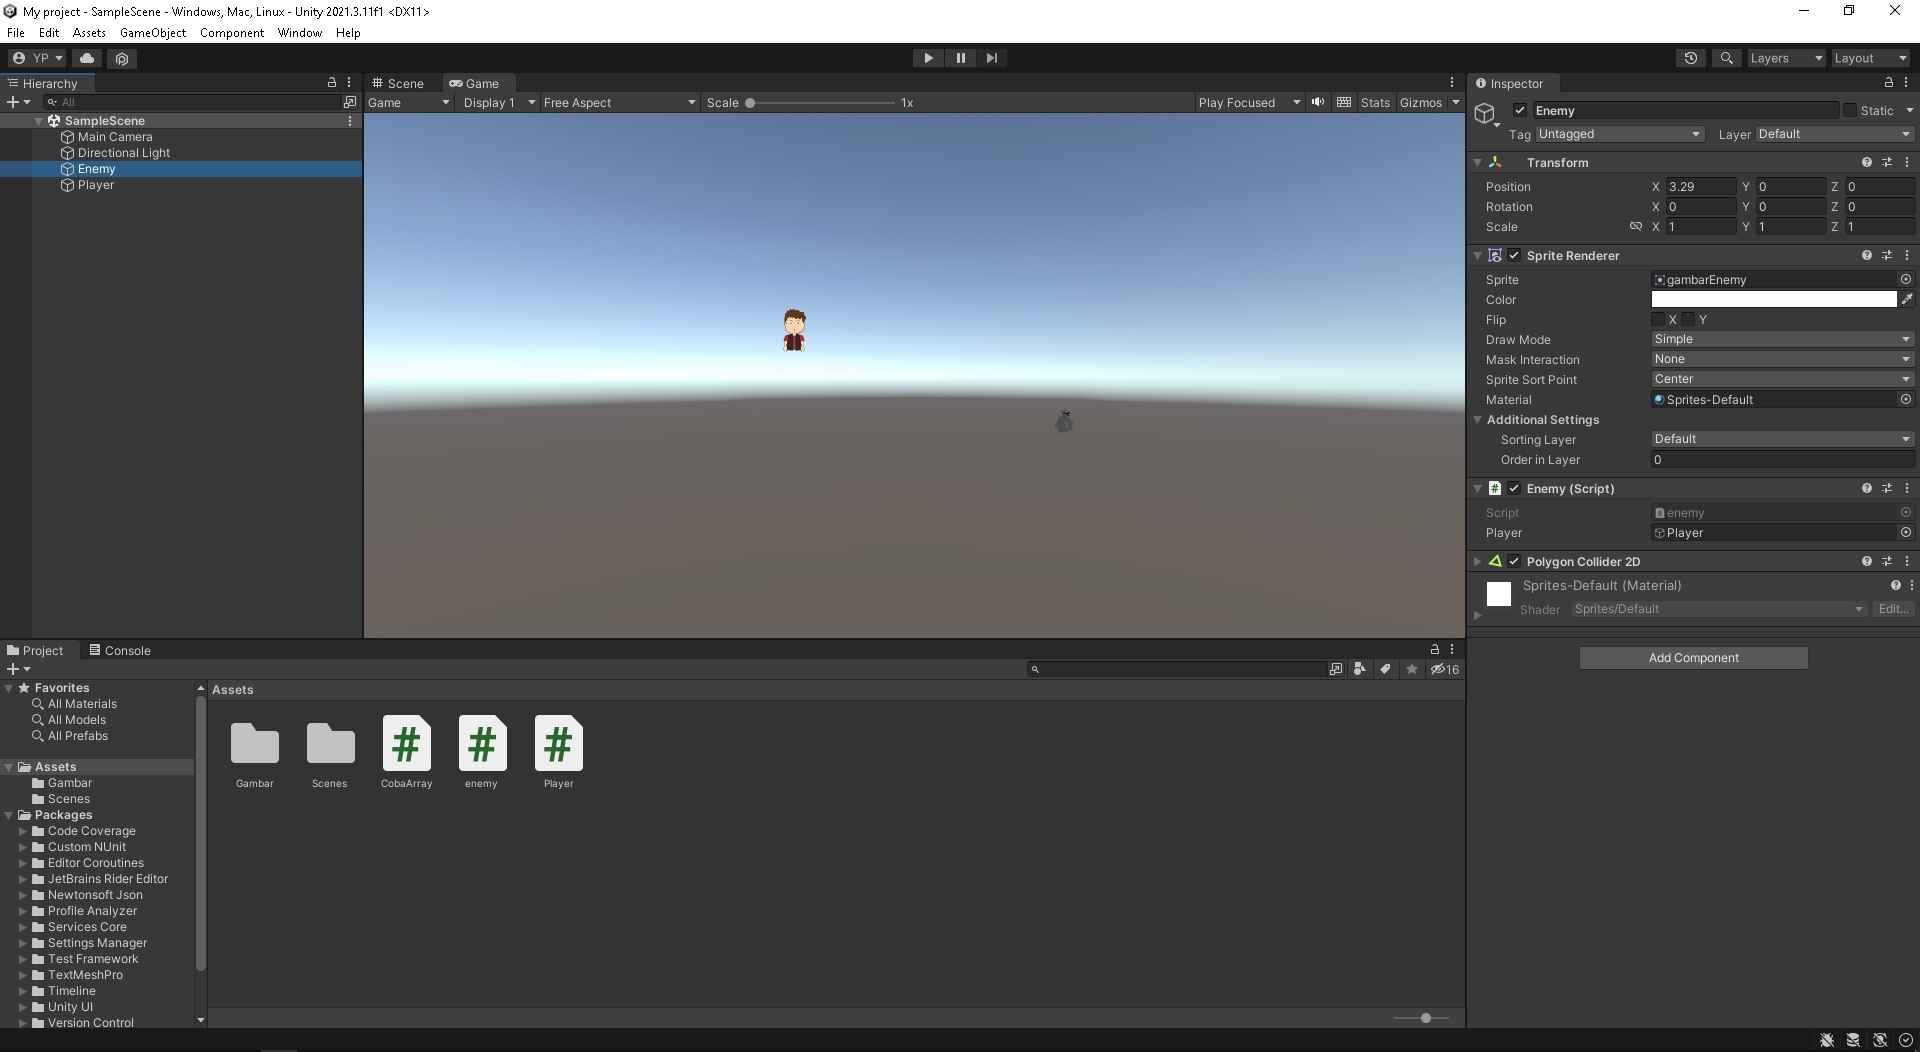 My project - SampleScene - Windows, Mac, Linux - Unity 2021.3.11f1 <DX11>
File Edit Assets GameObject Component Window Help
YP Layers Layout
Hierarchy
All
SampleScene
Main Camera
Directional Light
Enemy
Player
Scene Game
Game Display 1 Free Aspect Scale 1x Play Focused Stats Gizmos
Inspector
Enemy Static
Tag Untagged Layer Default
Transform
Position X 3.29 Y 0 Z 0
Rotation X 0 Y 0 Z 0
Scale X 1 Y 1 Z 1
Sprite Renderer
Sprite gambarEnemy
Color
Flip X Y
Draw Mode Simple
Mask Interaction None
Sprite Sort Point Center
Material Sprites-Default
Additional Settings
Sorting Layer Default
Order in Layer 0
# Enemy (Script)
Script enemy
Player Player
Polygon Collider 2D
Sprites-Default (Material)
Shader Sprites/Default Edit...
Add Component
Project Console
16
Favorites
All Materials
All Models
All Prefabs
Assets
Gambar
Scenes
Packages
Code Coverage
Custom NUnit
Editor Coroutines
JetBrains Rider Editor
Newtonsoft Json
Profile Analyzer
Services Core
Settings Manager
Test Framework
TextMeshPro
Timeline
Unity UI
Version Control
Assets
# # #
Gambar Scenes CobaArray enemy Player